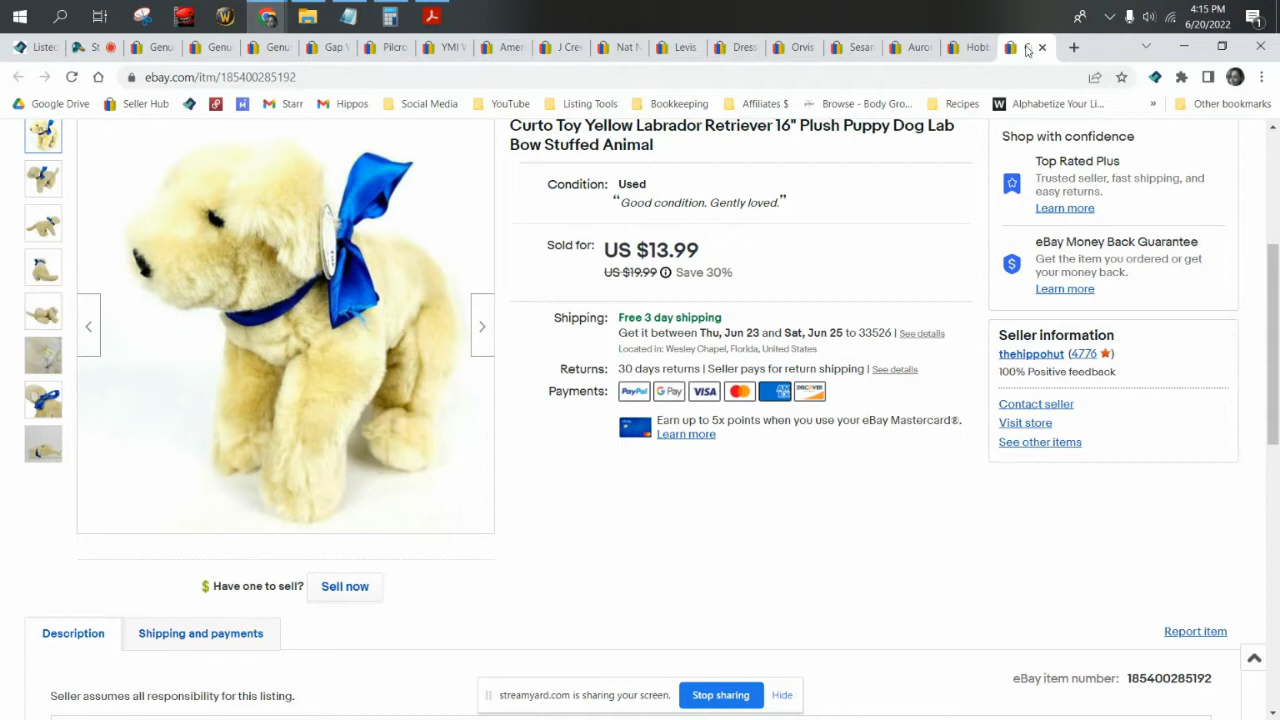 4:15 PM
6/20/2022
Listec
St
Genu
Genu
Genu
Gap V
Pilcro
YMI V
Amer
J Cre
Nat N
Levis
Dress
Orvis
Sesan
Auror
Hobb
ebay.com/itm/185400285192
Google Drive
Seller Hub
Starr
Hippos
Social Media
YouTube
Listing Tools
Bookkeeping
Affiliates $
Browse - Body Gro...
Recipes
Alphabetize Your Li...
»
Other bookmarks
Curto Toy Yellow Labrador Retriever 16" Plush Puppy Dog Lab
Bow Stuffed Animal
Condition: Used
“Good condition. Gently loved.”
Sold for: US $13.99
US $19.99 Save 30%
Shipping: Free 3 day shipping
Get it between Thu, Jun 23 and Sat, Jun 25 to 33526 | See details
Located in: Wesley Chapel, Florida, United States
Returns: 30 days returns | Seller pays for return shipping | See details
Payments: PayPal G Pay VISA DISCOVER
Earn up to 5x points when you use your eBay Mastercard®.
Learn more
Shop with confidence
Top Rated Plus
Trusted seller, fast shipping, and
easy returns.
Learn more
eBay Money Back Guarantee
Get the item you ordered or get
your money back.
Learn more
Seller information
thehippohut (4776 )
100% Positive feedback
Contact seller
Visit store
See other items
Have one to sell? Sell now
Description
Shipping and payments
Report item
eBay item number: 185400285192
Seller assumes all responsibility for this listing.
streamyard.com is sharing your screen. Stop sharing Hide